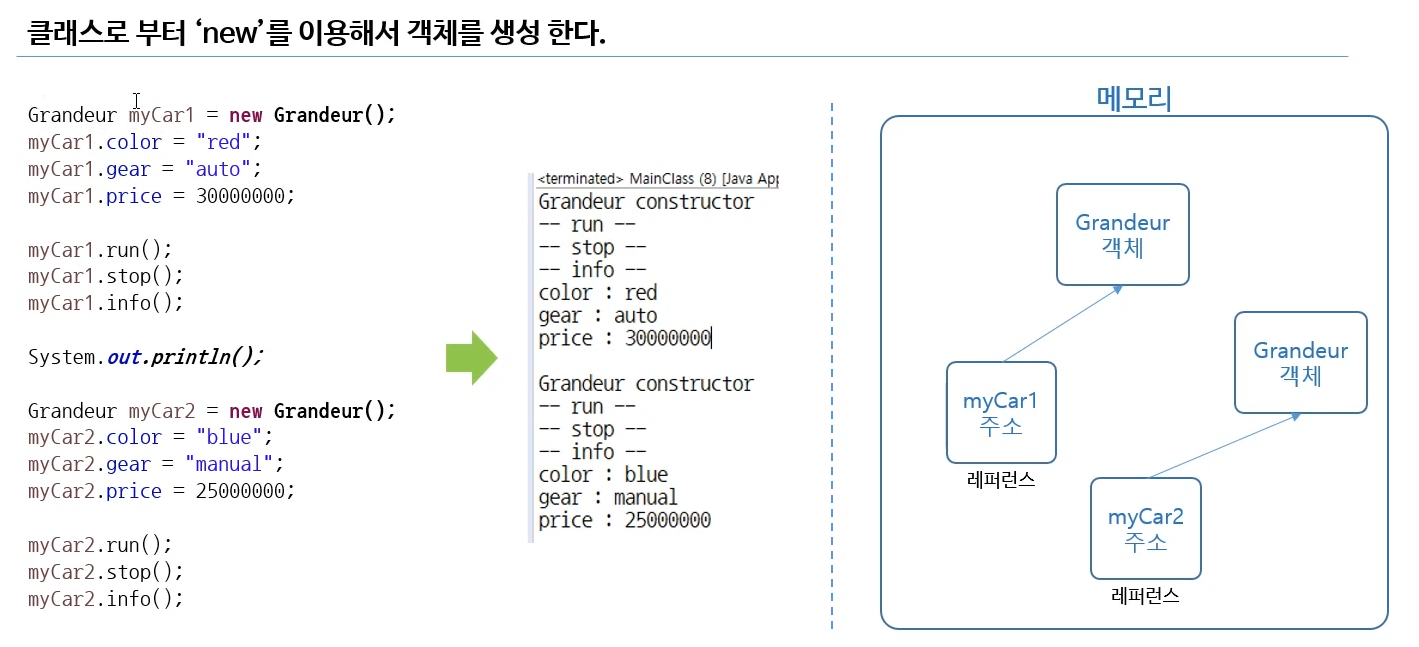 클래스로 부터 ‘new’를 이용해서 객체를 생성 한다.
Grandeur myCar1 = new Grandeur();
myCar1.color = "red";
myCar1.gear = "auto";
myCar1.price = 30000000;
myCar1.run();
myCar1.stop();
myCar1.info();
System.out.println();
Grandeur myCar2 = new Grandeur();
myCar2.color = "blue";
myCar2.gear = "manual";
myCar2.price = 25000000;
myCar2.run();
myCar2.stop();
myCar2.info();
<terminated> MainClass (8) [Java App
Grandeur constructor
-- run --
-- stop --
-- info --
color : red
gear : auto
price : 30000000
Grandeur constructor
-- run --
-- stop --
-- info --
color : blue
gear : manual
price : 25000000
메모리
Grandeur
객체
Grandeur
객체
myCar1
주소
레퍼런스
myCar2
주소
레퍼런스